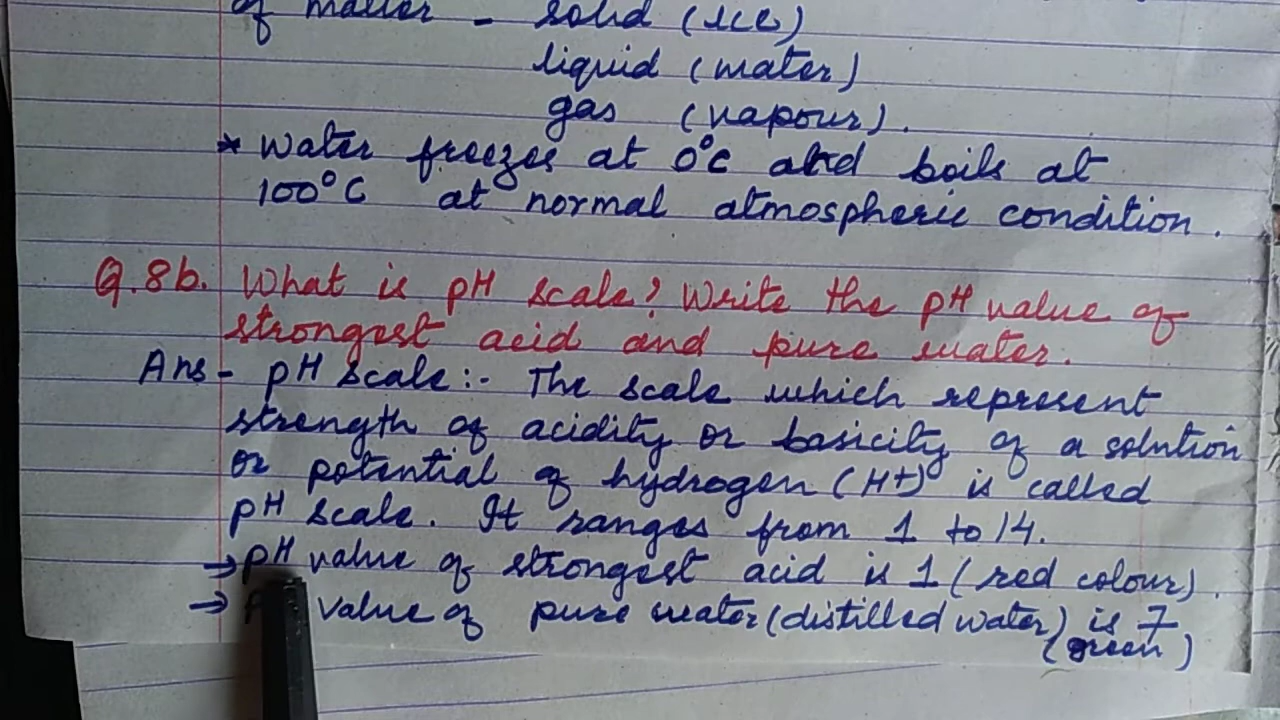 of matter - solid (ice)
liquid (water)
gas (vapour).
* Water freezes at 0°C and boils at
100°C at normal atmospheric condition.
Q.8b. What is pH scale? Write the pH value of
strongest acid and pure water.
Ans- pH scale:- The scale which represent
strength of acidity or basicity of a solution
or potential of hydrogen (H+) is called
pH scale. It ranges from 1 to 14.
→ pH value of strongest acid is 1 (red colour).
→ value of pure water (distilled water) is 7
(green)